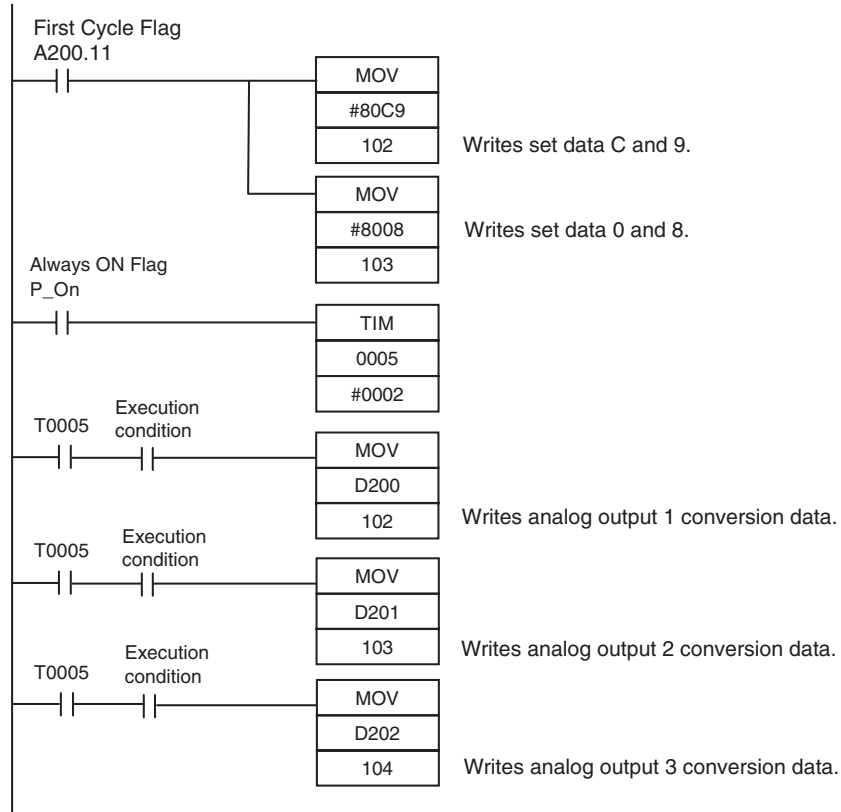 First Cycle Flag
A200.11
MOV
#80C9
102 Writes set data C and 9.
MOV
#8008 Writes set data 0 and 8.
103
Always ON Flag
P_On
TIM
0005
#0002
T0005 Execution
condition
MOV
D200
102 Writes analog output 1 conversion data.
T0005 Execution
condition
MOV
D201
103 Writes analog output 2 conversion data.
T0005 Execution
condition
MOV
D202
104 Writes analog output 3 conversion data.